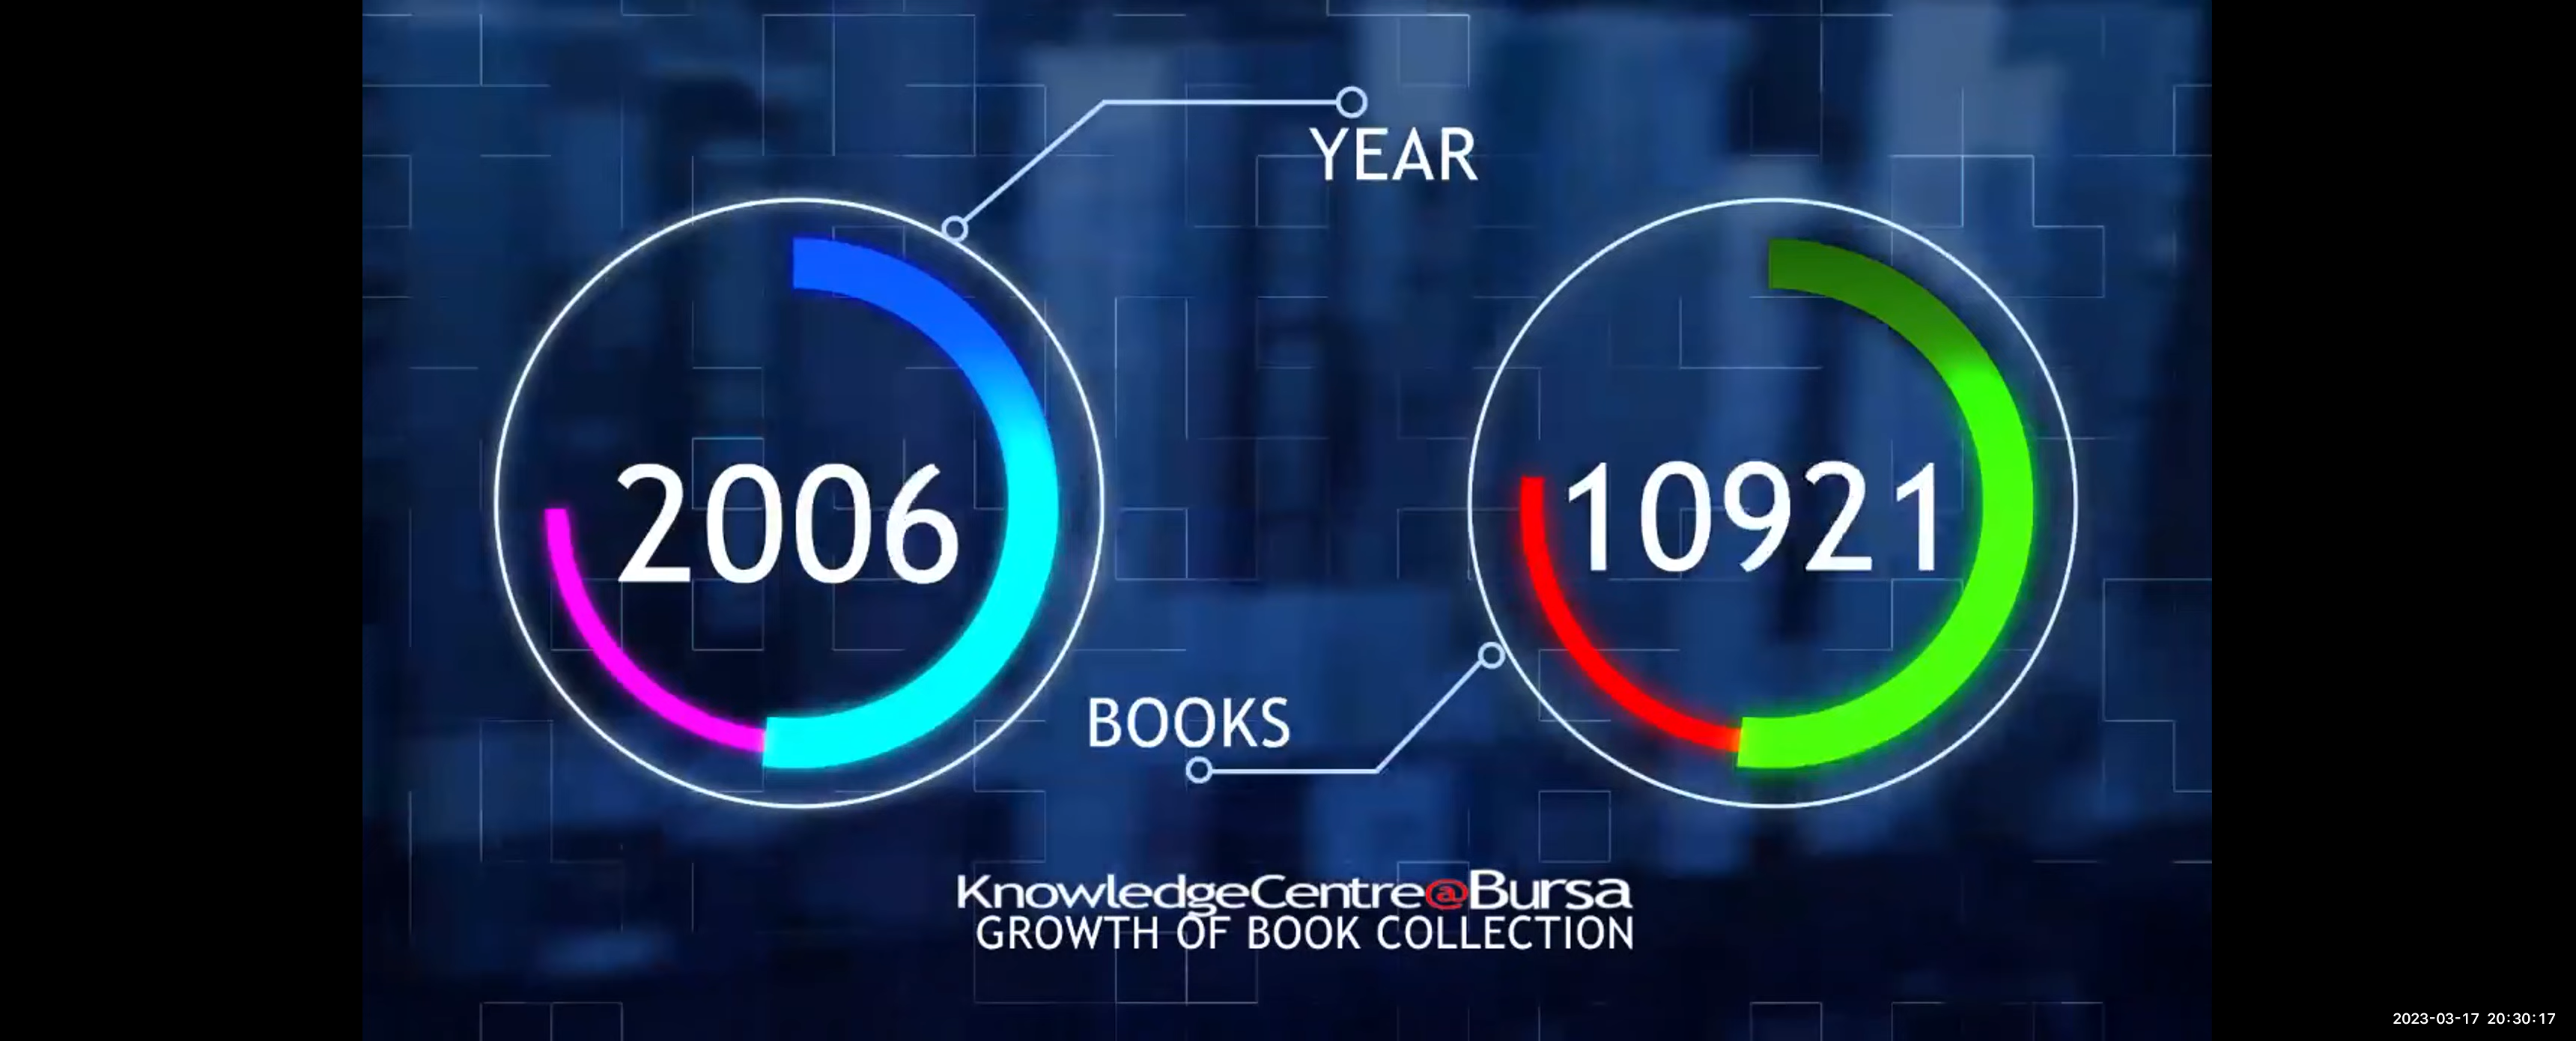 YEAR
2006
10921
BOOKS
KnowledgeCentre@Bursa
GROWTH OF BOOK COLLECTION
2023-03-17 20:30:17